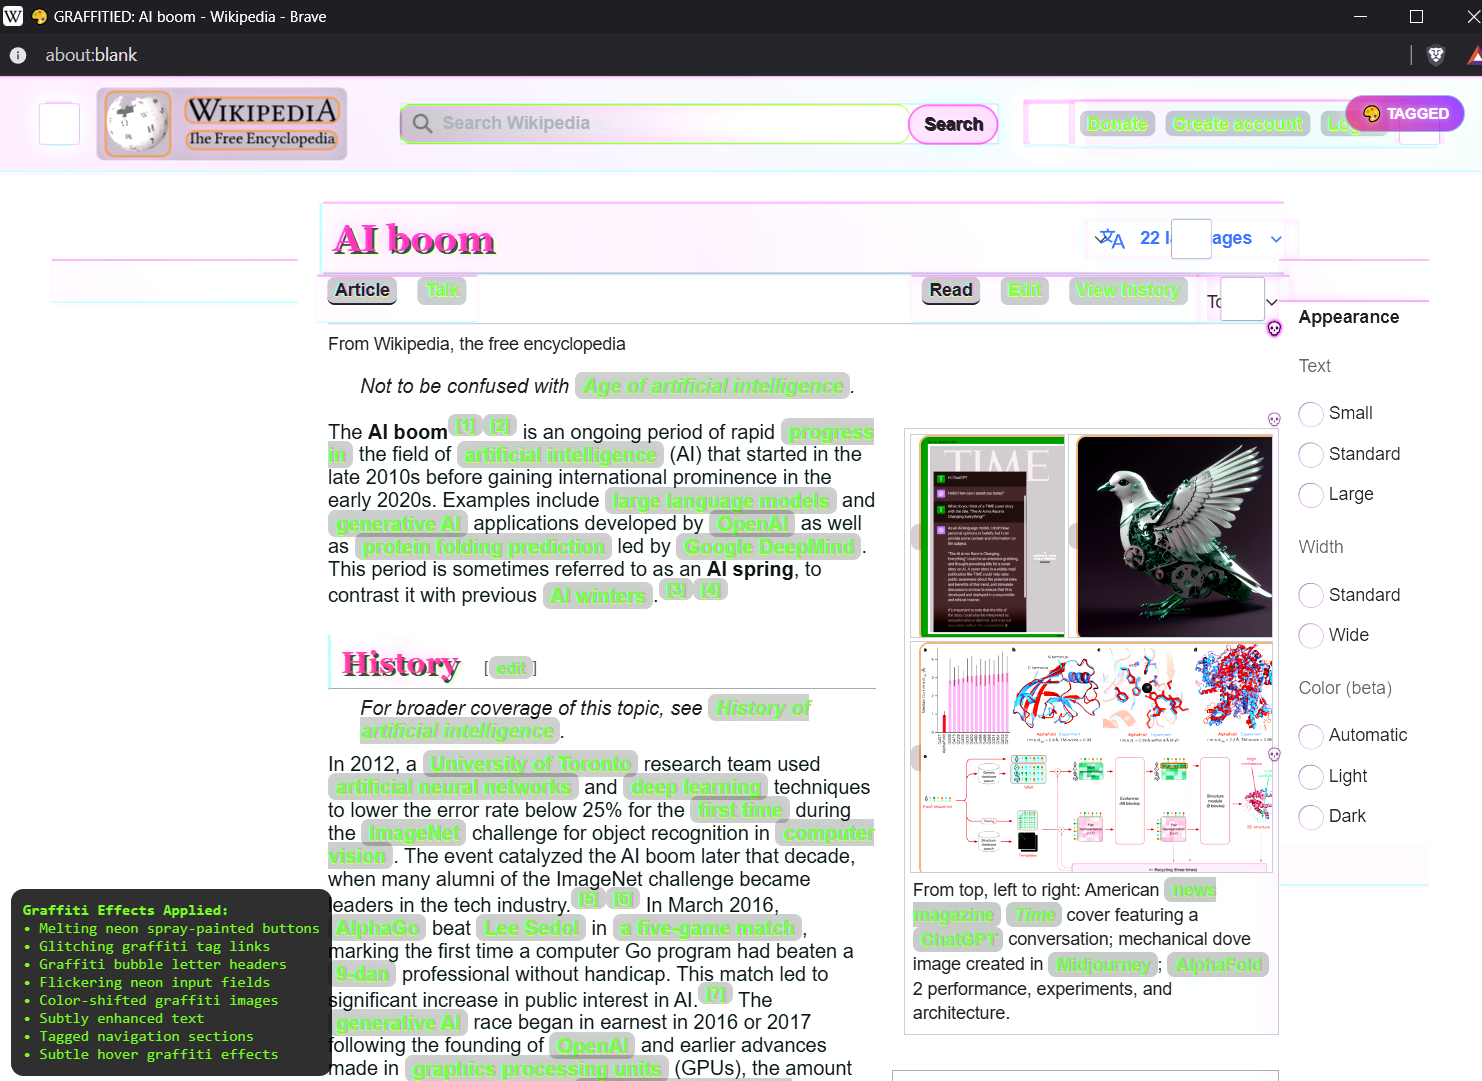 GRAFFITIED: AI boom - Wikipedia - Brave
about:blank
WIKIPEDIA
The Free Encyclopedia
Search Wikipedia
Search
Donate
Create account
TAGGED
AI boom
22 languages
Article
Talk
Read
Edit
View history
From Wikipedia, the free encyclopedia
Not to be confused with Age of artificial intelligence.
The AI boom[1][2] is an ongoing period of rapid progress
in the field of artificial intelligence (AI) that started in the
late 2010s before gaining international prominence in the
early 2020s. Examples include large language models and
generative AI applications developed by OpenAI as well
as protein folding prediction led by Google DeepMind.
This period is sometimes referred to as an AI spring, to
contrast it with previous AI winters.[3][4]
History [edit]
For broader coverage of this topic, see History of
artificial intelligence.
In 2012, a University of Toronto research team used
artificial neural networks and deep learning techniques
to lower the error rate below 25% for the first time during
the ImageNet challenge for object recognition in computer
vision. The event catalyzed the AI boom later that decade,
when many alumni of the ImageNet challenge became
leaders in the tech industry.[5][6] In March 2016,
AlphaGo beat Lee Sedol in a five-game match,
marking the first time a computer Go program had beaten a
9-dan professional without handicap. This match led to
significant increase in public interest in AI.[7] The
generative AI race began in earnest in 2016 or 2017
following the founding of OpenAI and earlier advances
made in graphics processing units (GPUs), the amount
TIME
From top, left to right: American news
magazine Time cover featuring a
ChatGPT conversation; mechanical dove
image created in Midjourney; AlphaFold
2 performance, experiments, and
architecture.
Appearance
Text
Small
Standard
Large
Width
Standard
Wide
Color (beta)
Automatic
Light
Dark
Graffiti Effects Applied:
• Melting neon spray-painted buttons
• Glitching graffiti tag links
• Graffiti bubble letter headers
• Flickering neon input fields
• Color-shifted graffiti images
• Subtly enhanced text
• Tagged navigation sections
• Subtle hover graffiti effects